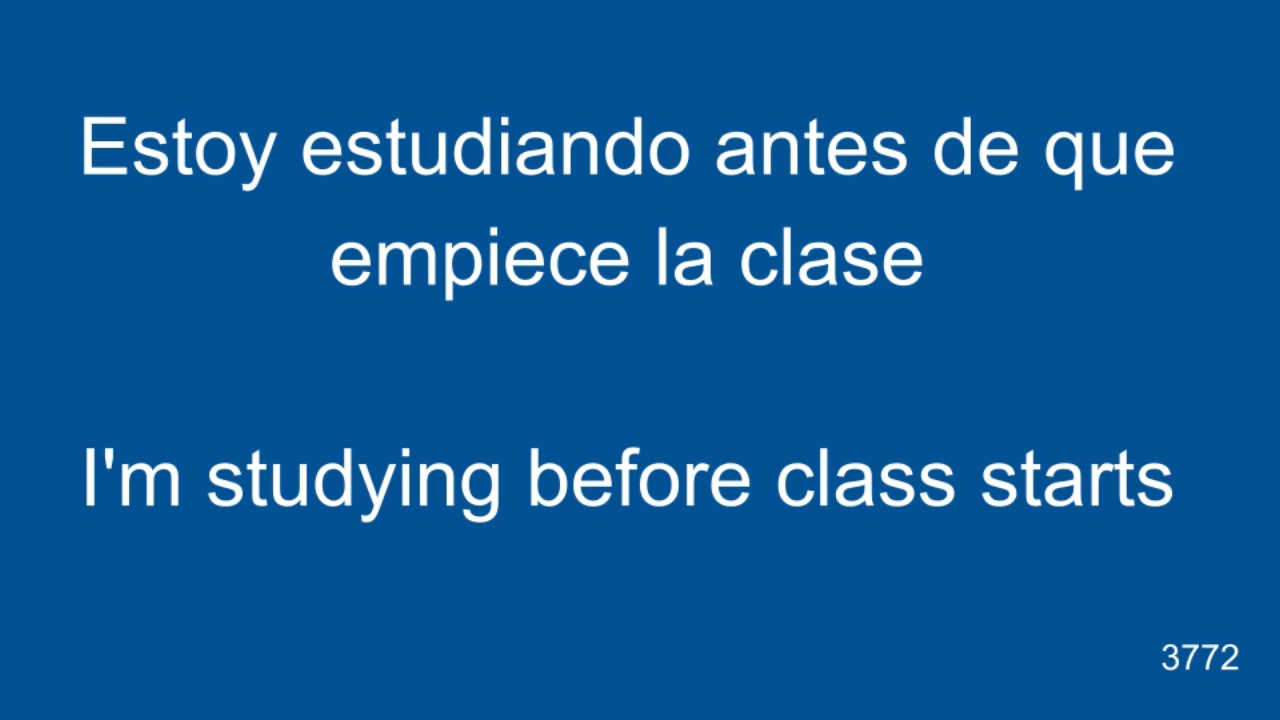 Estoy estudiando antes de que
empiece la clase
I'm studying before class starts
3772